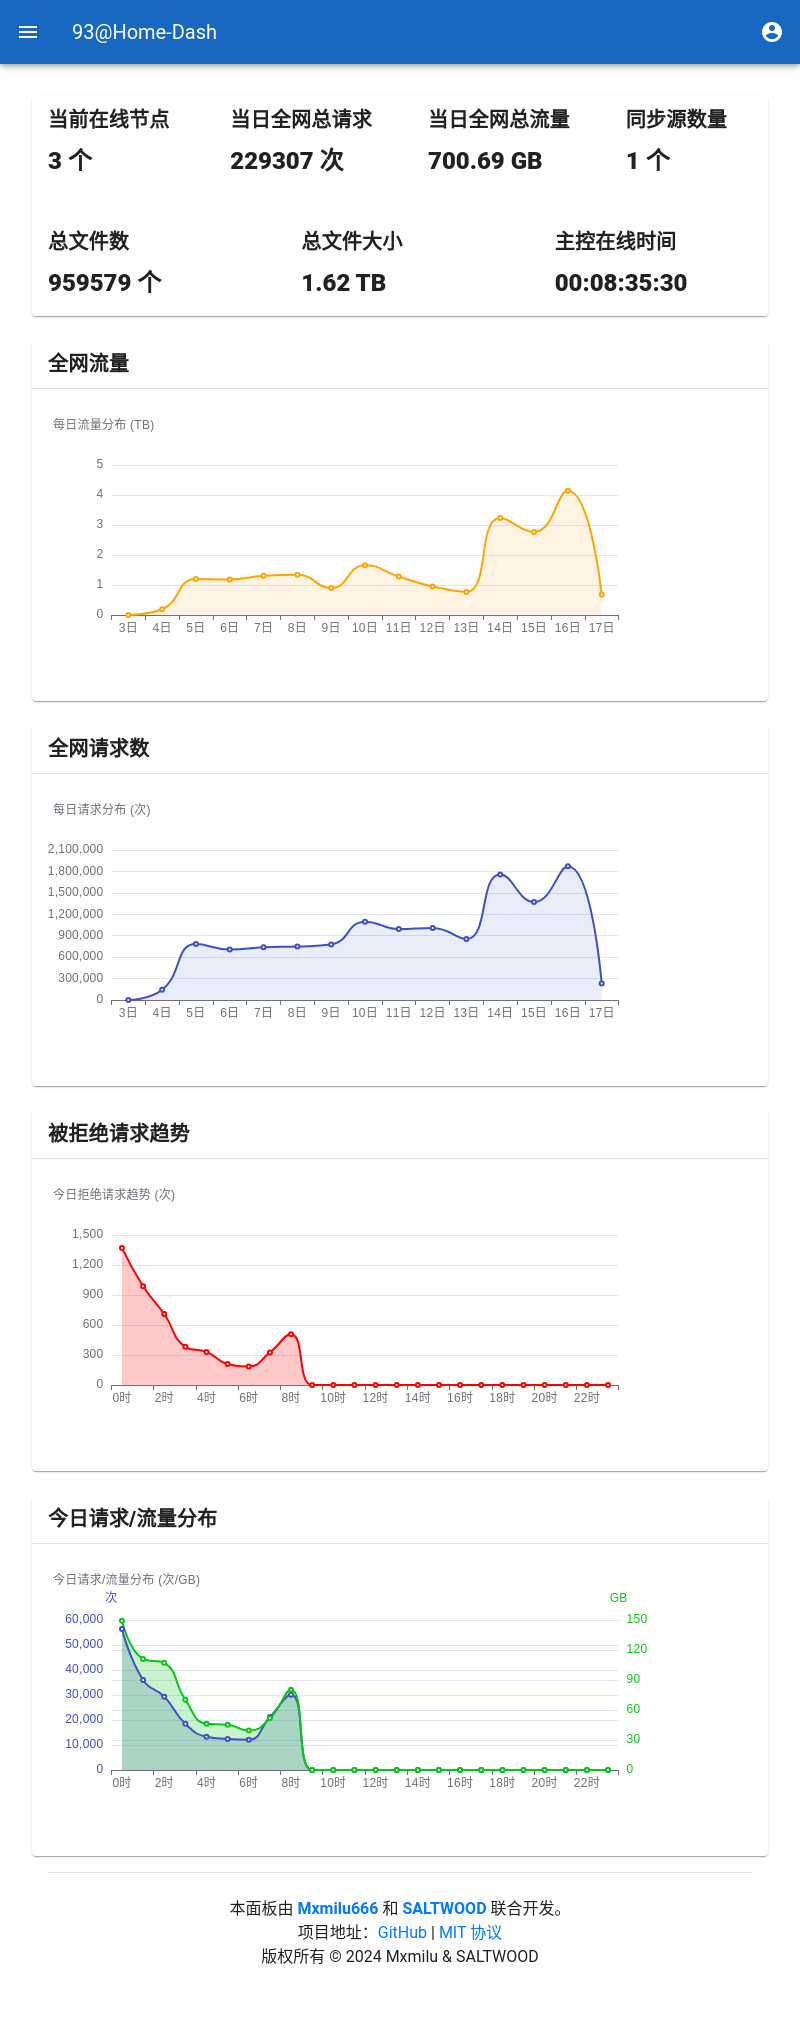 93@Home-Dash
当前在线节点 当日全网总请求 当日全网总流量 同步源数量
3 个 229307 次 700.69 GB 1 个
总文件数 总文件大小 主控在线时间
959579 个 1.62 TB 00:08:35:30
全网流量
每日流量分布 (TB)
5
4
3
2
1
0
3日 4日 5日 6日 7日 8日 9日 10日 11日 12日 13日 14日 15日 16日 17日
全网请求数
每日请求分布 (次)
2,100,000
1,800,000
1,500,000
1,200,000
900,000
600,000
300,000
0
3日 4日 5日 6日 7日 8日 9日 10日 11日 12日 13日 14日 15日 16日 17日
被拒绝请求趋势
今日拒绝请求趋势 (次)
1,500
1,200
900
600
300
0
0时 2时 4时 6时 8时 10时 12时 14时 16时 18时 20时 22时
今日请求/流量分布
今日请求/流量分布 (次/GB)
次 GB
60,000 150
50,000 120
40,000 90
30,000 60
20,000 30
10,000
0 0
0时 2时 4时 6时 8时 10时 12时 14时 16时 18时 20时 22时
本面板由 Mxmilu666 和 SALTWOOD 联合开发。
项目地址：GitHub | MIT 协议
版权所有 © 2024 Mxmilu & SALTWOOD